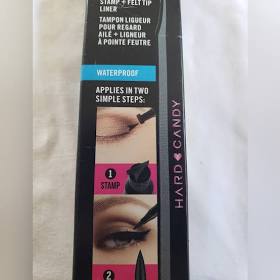 STAMP + FELT TIP
LINER
TAMPON LIGUEUR
POUR REGARD
AILÉ + LIGNEUR
À POINTE FEUTRE
WATERPROOF
APPLIES IN TWO
SIMPLE STEPS:
1
STAMP
2
HARD CANDY